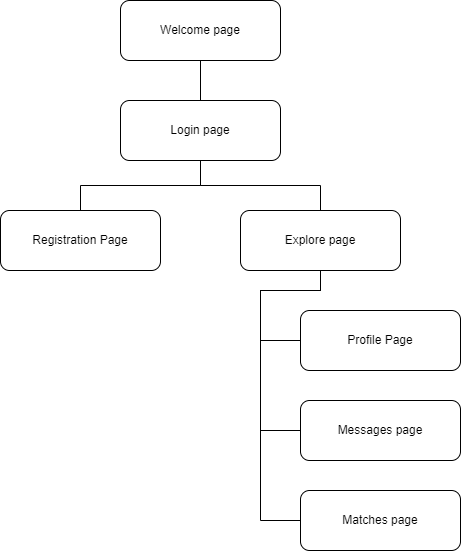 Welcome page
Login page
Registration Page
Explore page
Profile Page
Messages page
Matches page